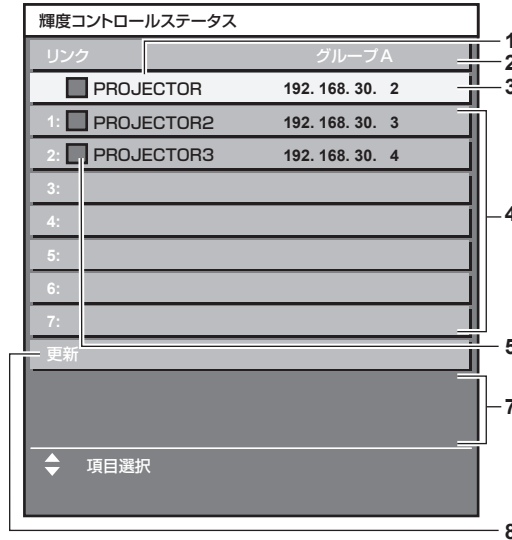 輝度コントロールステータス
リンク グループA
PROJECTOR 192. 168. 30. 2
1: PROJECTOR2 192. 168. 30. 3
2: PROJECTOR3 192. 168. 30. 4
3:
4:
5:
6:
7:
更新
項目選択
1
2
3
4
5
7
8